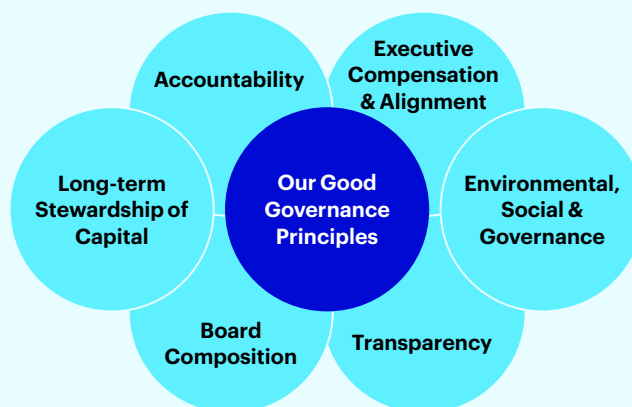 Accountability
Executive
Compensation
& Alignment
Long-term
Stewardship of
Capital
Our Good
Governance
Principles
Environmental,
Social &
Governance
Board
Composition
Transparency